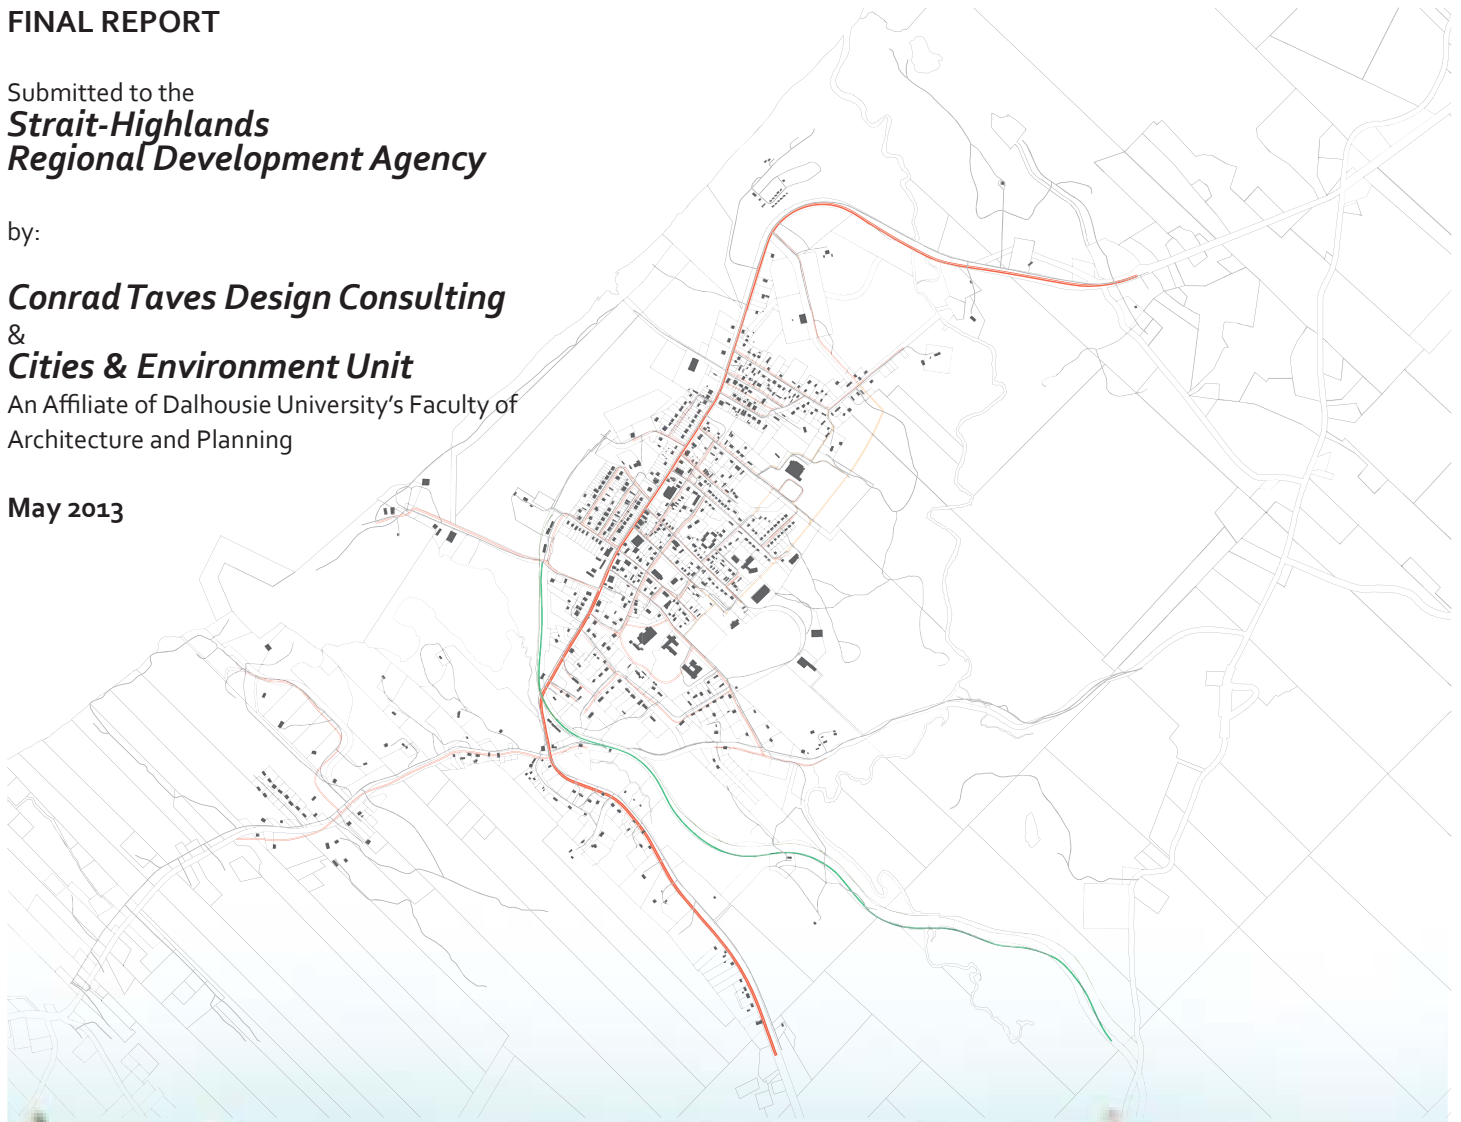 FINAL REPORT
Submitted to the
Strait-Highlands
Regional Development Agency
by:
Conrad Taves Design Consulting
&
Cities & Environment Unit
An Affiliate of Dalhousie University's Faculty of
Architecture and Planning
May 2013